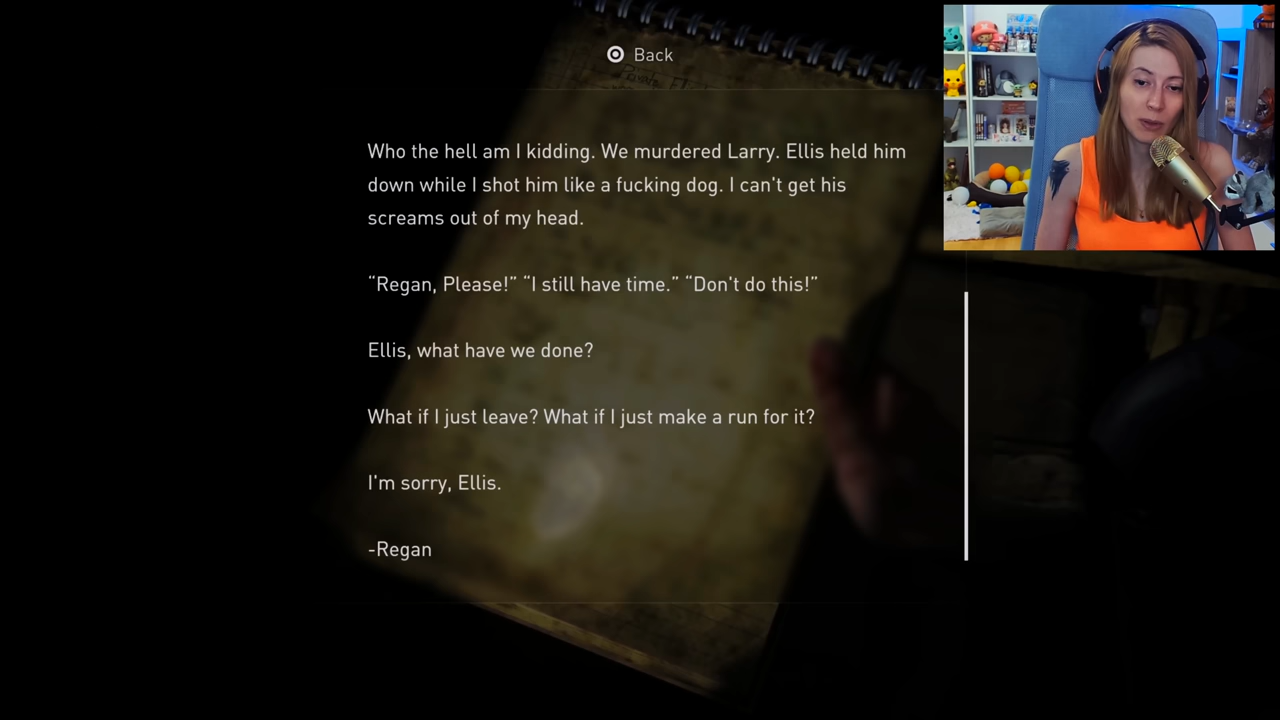 Back
Who the hell am I kidding. We murdered Larry. Ellis held him
down while I shot him like a fucking dog. I can't get his
screams out of my head.
“Regan, Please!” “I still have time.” “Don't do this!”
Ellis, what have we done?
What if I just leave? What if I just make a run for it?
I'm sorry, Ellis.
-Regan